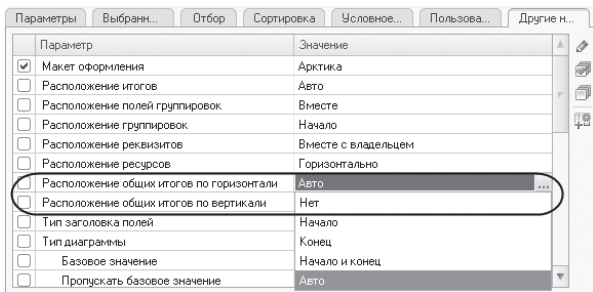 Параметры Выбранн... Отбор Сортировка Условное... Пользова... Другие н...
Параметр Значение
Макет оформления Арктика
Расположение итогов Авто
Расположение полей группировок Вместе
Расположение группировок Начало
Расположение реквизитов Вместе с владельцем
Расположение ресурсов Горизонтально
Расположение общих итогов по горизонтали Авто ...
Расположение общих итогов по вертикали Нет
Тип заголовка полей Начало
Тип диаграммы Конец
Базовое значение Начало и конец
Пропускать базовое значение Авто